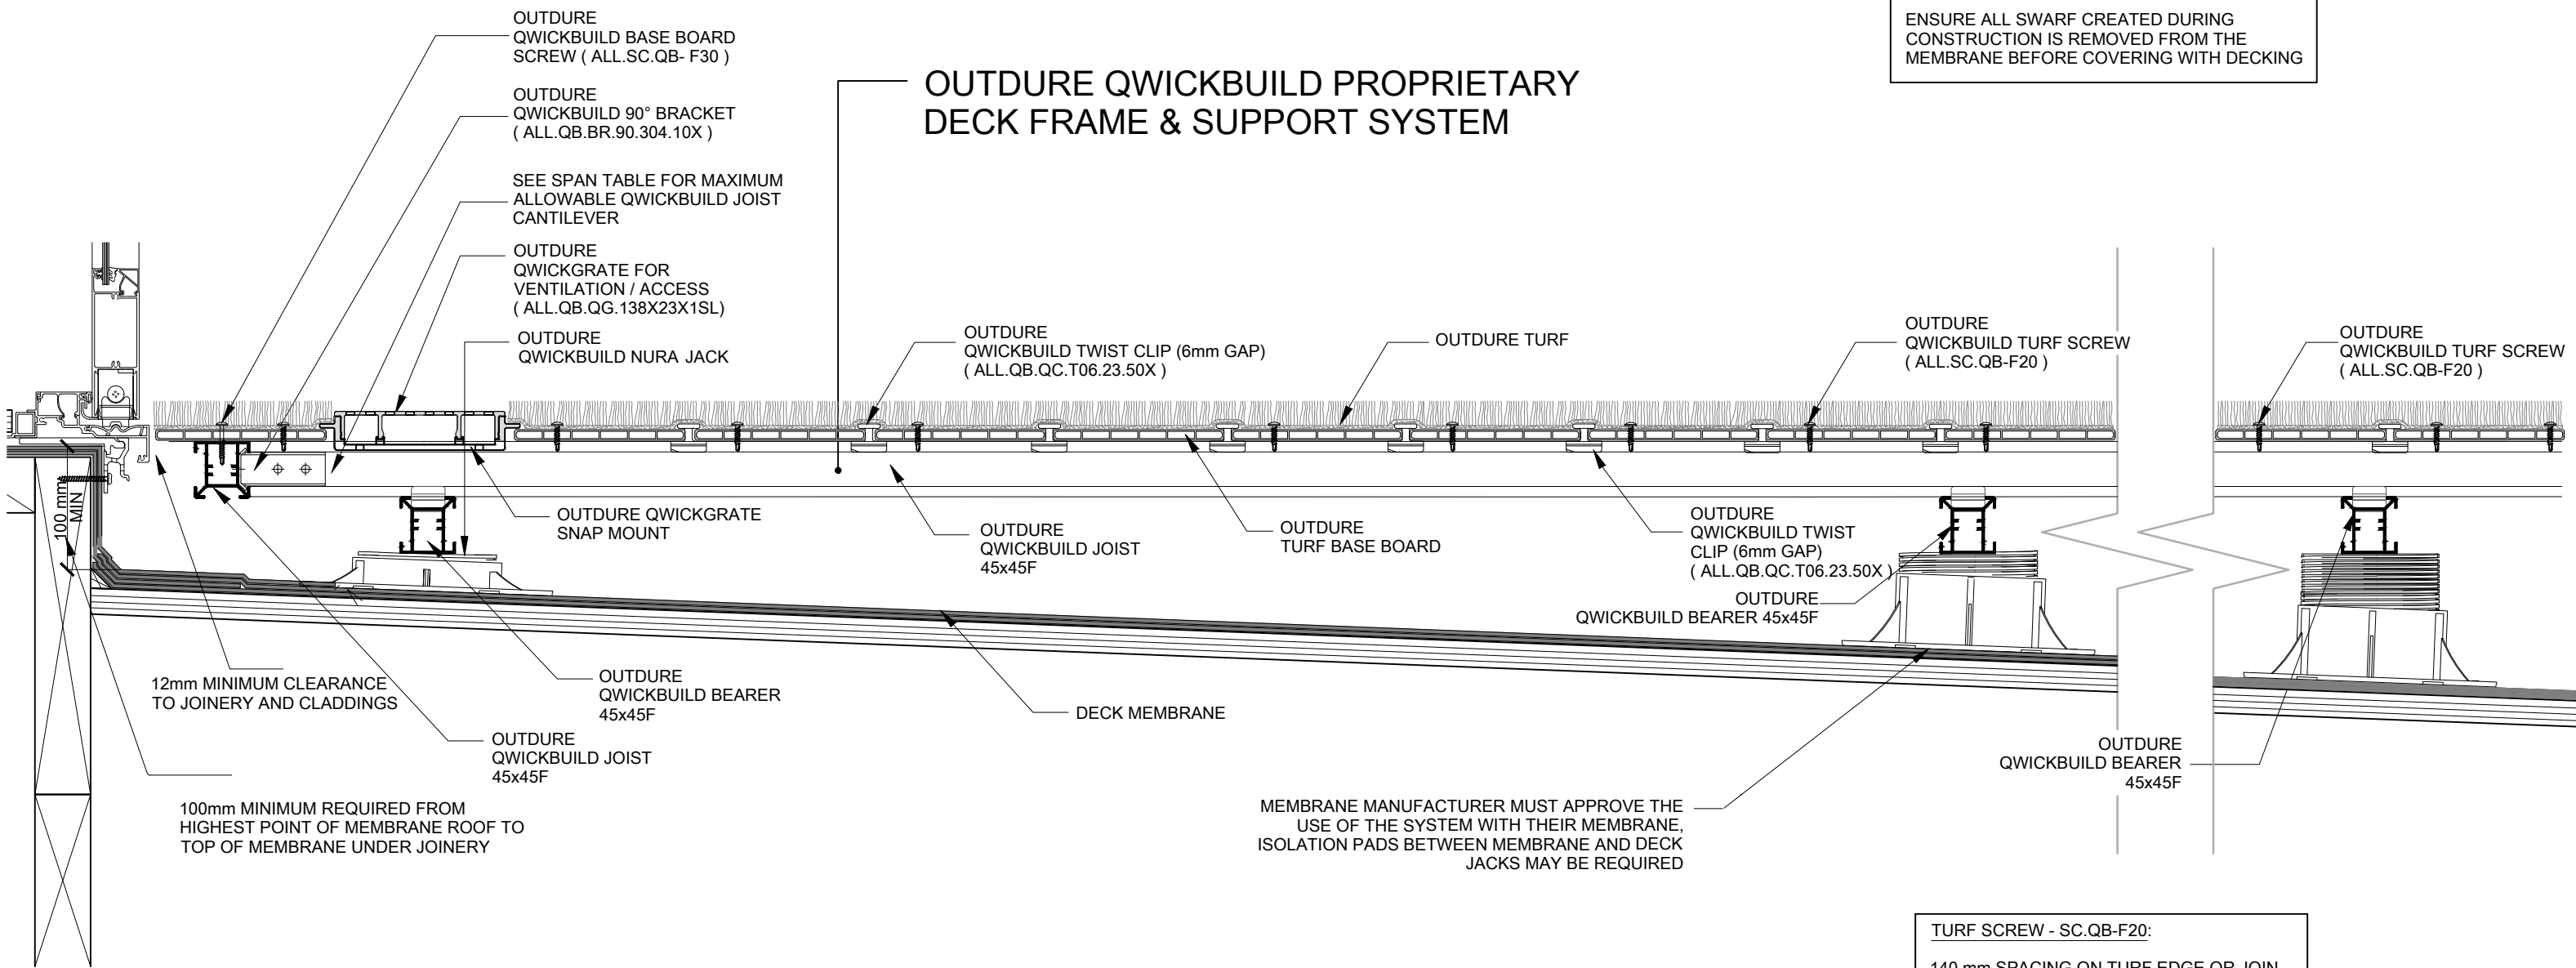 OUTDURE
QWICKBUILD BASE BOARD
SCREW ( ALL.SC.QB- F30 )
OUTDURE
QWICKBUILD 90° BRACKET
( ALL.QB.BR.90.304.10X )
SEE SPAN TABLE FOR MAXIMUM
ALLOWABLE QWICKBUILD JOIST
CANTILEVER
OUTDURE
QWICKGRATE FOR
VENTILATION / ACCESS
( ALL.QB.QG.138X23X1SL)
OUTDURE
QWICKBUILD NURA JACK
OUTDURE QWICKBUILD PROPRIETARY
DECK FRAME & SUPPORT SYSTEM
ENSURE ALL SWARF CREATED DURING
CONSTRUCTION IS REMOVED FROM THE
MEMBRANE BEFORE COVERING WITH DECKING
OUTDURE
QWICKBUILD TWIST CLIP (6mm GAP)
( ALL.QB.QC.T06.23.50X )
OUTDURE TURF
OUTDURE
QWICKBUILD TURF SCREW
( ALL.SC.QB-F20 )
OUTDURE
QWICKBUILD TURF SCREW
( ALL.SC.QB-F20 )
100 mm
MIN
OUTDURE QWICKGRATE
SNAP MOUNT
OUTDURE
QWICKBUILD JOIST
45x45F
OUTDURE
TURF BASE BOARD
OUTDURE
QWICKBUILD TWIST
CLIP (6mm GAP)
( ALL.QB.QC.T06.23.50X )
OUTDURE
QWICKBUILD BEARER 45x45F
12mm MINIMUM CLEARANCE
TO JOINERY AND CLADDINGS
OUTDURE
QWICKBUILD BEARER
45x45F
DECK MEMBRANE
OUTDURE
QWICKBUILD JOIST
45x45F
OUTDURE
QWICKBUILD BEARER
45x45F
100mm MINIMUM REQUIRED FROM
HIGHEST POINT OF MEMBRANE ROOF TO
TOP OF MEMBRANE UNDER JOINERY
MEMBRANE MANUFACTURER MUST APPROVE THE
USE OF THE SYSTEM WITH THEIR MEMBRANE,
ISOLATION PADS BETWEEN MEMBRANE AND DECK
JACKS MAY BE REQUIRED
TURF SCREW - SC.QB-F20:
140 mm SPACING ON TURF EDGE OR JOIN